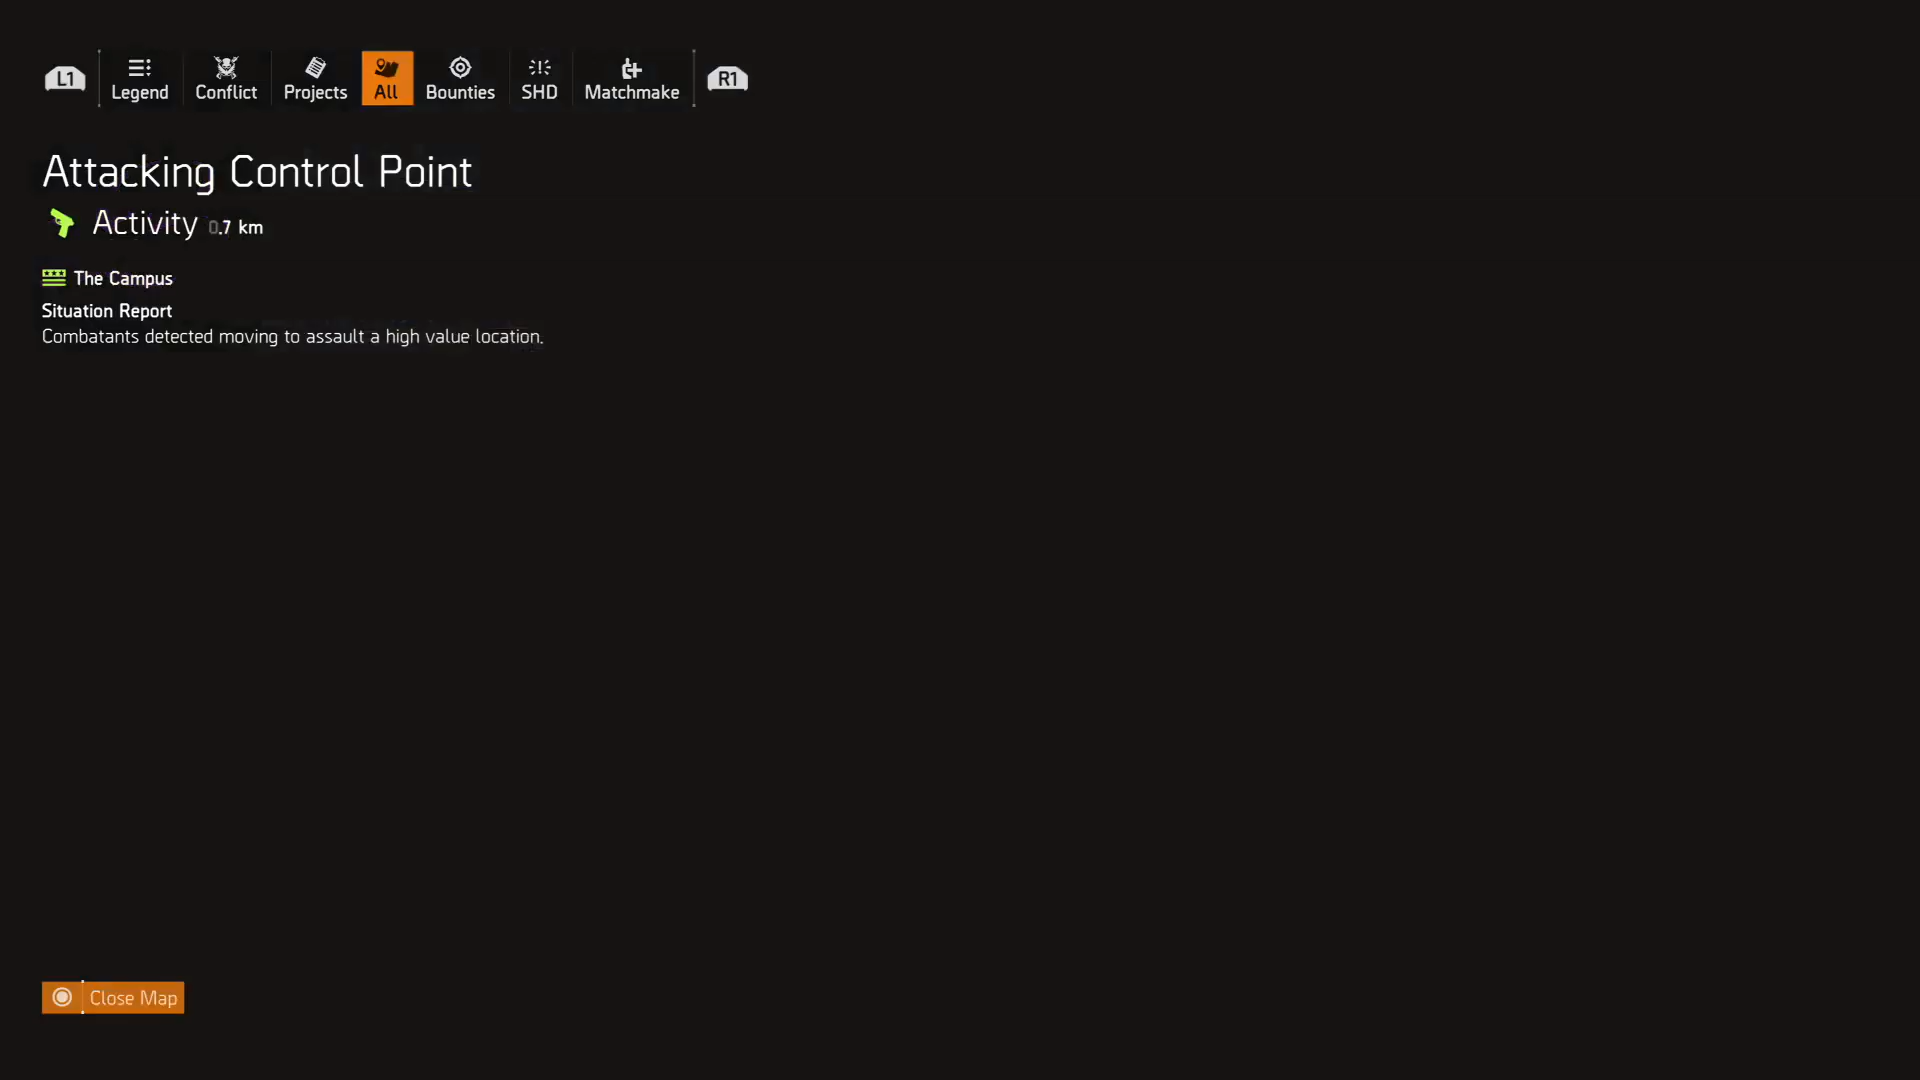 L1 Legend Conflict Projects All Bounties SHD Matchmake R1
Attacking Control Point
Activity 0.7 km
The Campus
Situation Report
Combatants detected moving to assault a high value location.
Close Map